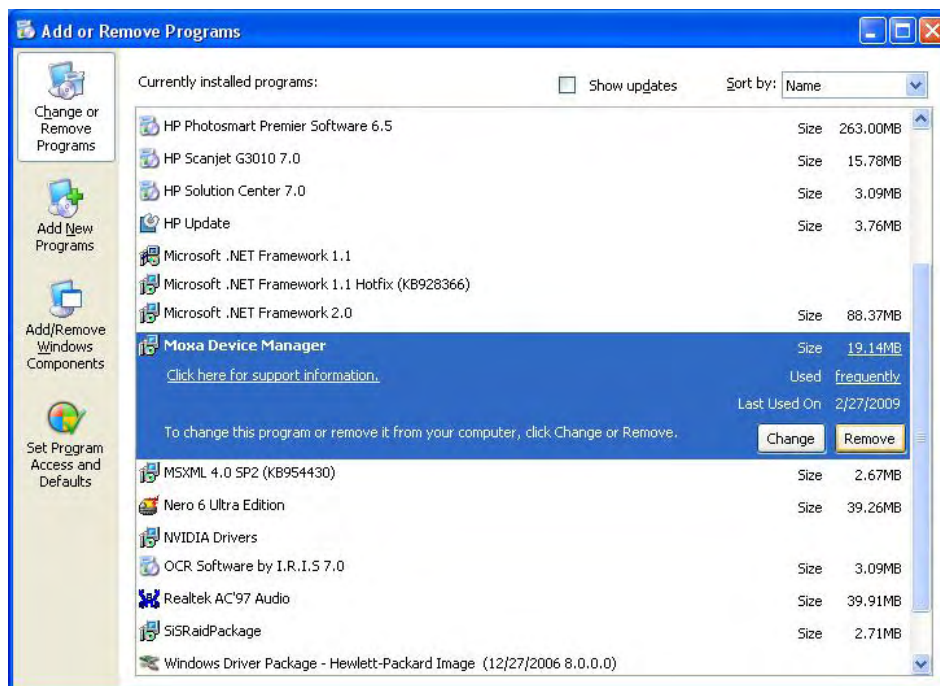 Add or Remove Programs
Change or
Remove
Programs
Add New
Programs
Add/Remove
Windows
Components
Set Program
Access and
Defaults
Currently installed programs:
Show updates
Sort by: Name
HP Photosmart Premier Software 6.5 Size 263.00MB
HP Scanjet G3010 7.0 Size 15.78MB
HP Solution Center 7.0 Size 3.09MB
HP Update Size 3.76MB
Microsoft .NET Framework 1.1
Microsoft .NET Framework 1.1 Hotfix (KB928366)
Microsoft .NET Framework 2.0 Size 88.37MB
Moxa Device Manager Size 19.14MB
Click here for support information. Used frequently
Last Used On 2/27/2009
To change this program or remove it from your computer, click Change or Remove. Change Remove
MSXML 4.0 SP2 (KB954430) Size 2.67MB
Nero 6 Ultra Edition Size 39.26MB
NVIDIA Drivers
OCR Software by I.R.I.S 7.0 Size 3.09MB
Realtek AC'97 Audio Size 39.91MB
SiSRaidPackage Size 2.71MB
Windows Driver Package - Hewlett-Packard Image (12/27/2006 8.0.0.0)